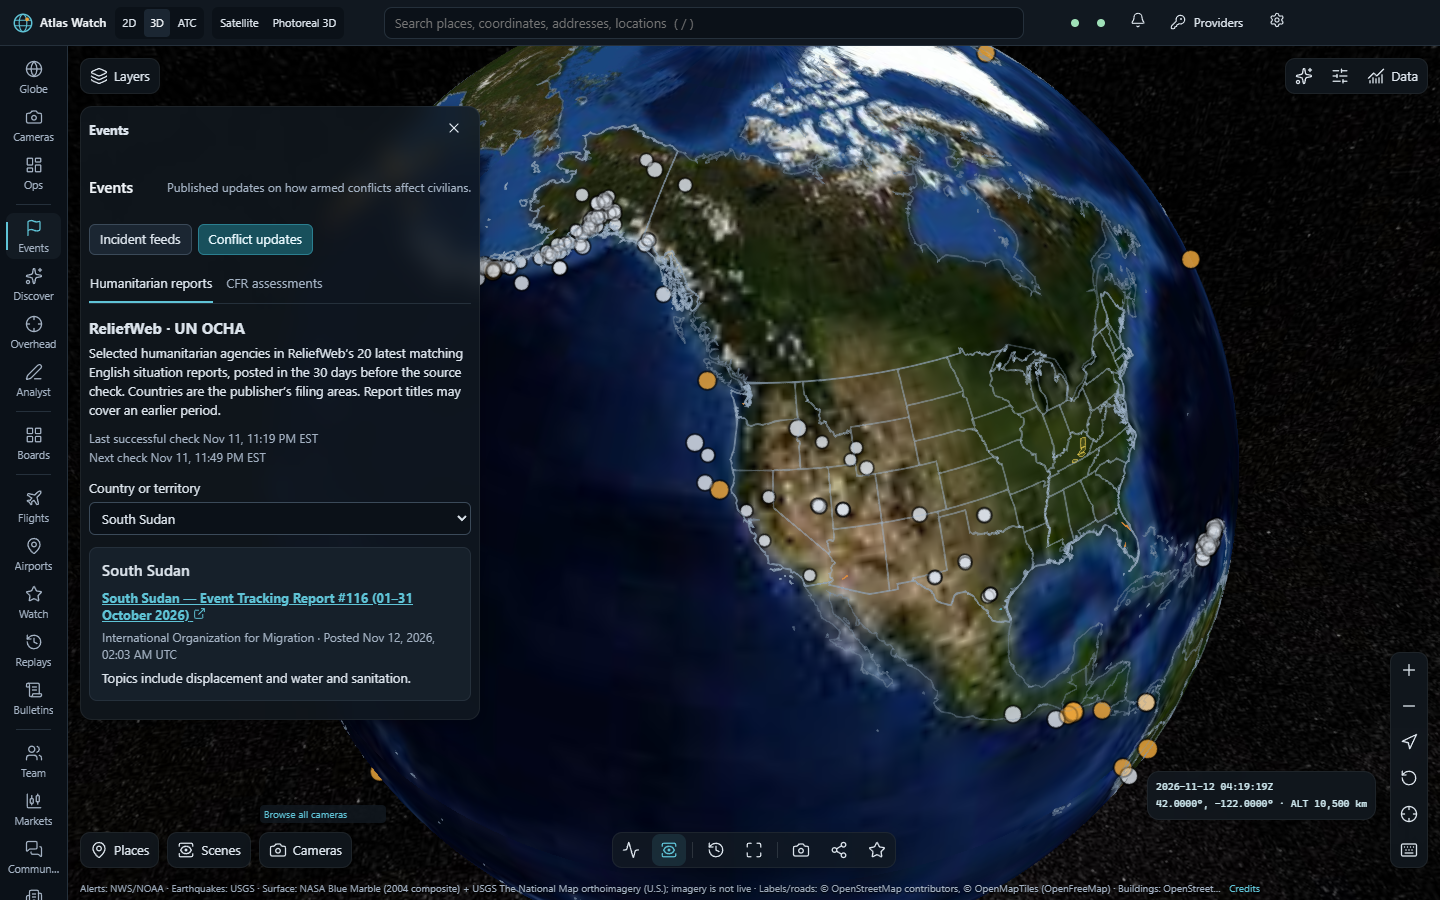 Atlas Watch
2D
3D
ATC
Satellite
Photoreal 3D
Search places, coordinates, addresses, locations ( / )
Providers
Globe
Cameras
Ops
Events
Discover
Overhead
Analyst
Boards
Flights
Airports
Watch
Replays
Bulletins
Team
Markets
Commun...
Layers
Data
Events
Events
Published updates on how armed conflicts affect civilians.
Incident feeds
Conflict updates
Humanitarian reports
CFR assessments
ReliefWeb · UN OCHA
Selected humanitarian agencies in ReliefWeb's 20 latest matching
English situation reports, posted in the 30 days before the source
check. Countries are the publisher's filing areas. Report titles may
cover an earlier period.
Last successful check Nov 11, 11:19 PM EST
Next check Nov 11, 11:49 PM EST
Country or territory
South Sudan
South Sudan
South Sudan — Event Tracking Report #116 (01–31
October 2026)
International Organization for Migration · Posted Nov 12, 2026,
02:03 AM UTC
Topics include displacement and water and sanitation.
2026-11-12 04:19:19Z
42.0000°, -122.0000° · ALT 10,500 km
Browse all cameras
Places
Scenes
Cameras
Alerts: NWS/NOAA · Earthquakes: USGS · Surface: NASA Blue Marble (2004 composite) + USGS The National Map orthoimagery (U.S.); imagery is not live · Labels/roads: © OpenStreetMap contributors, © OpenMapTiles (OpenFreeMap) · Buildings: OpenStreet... Credits